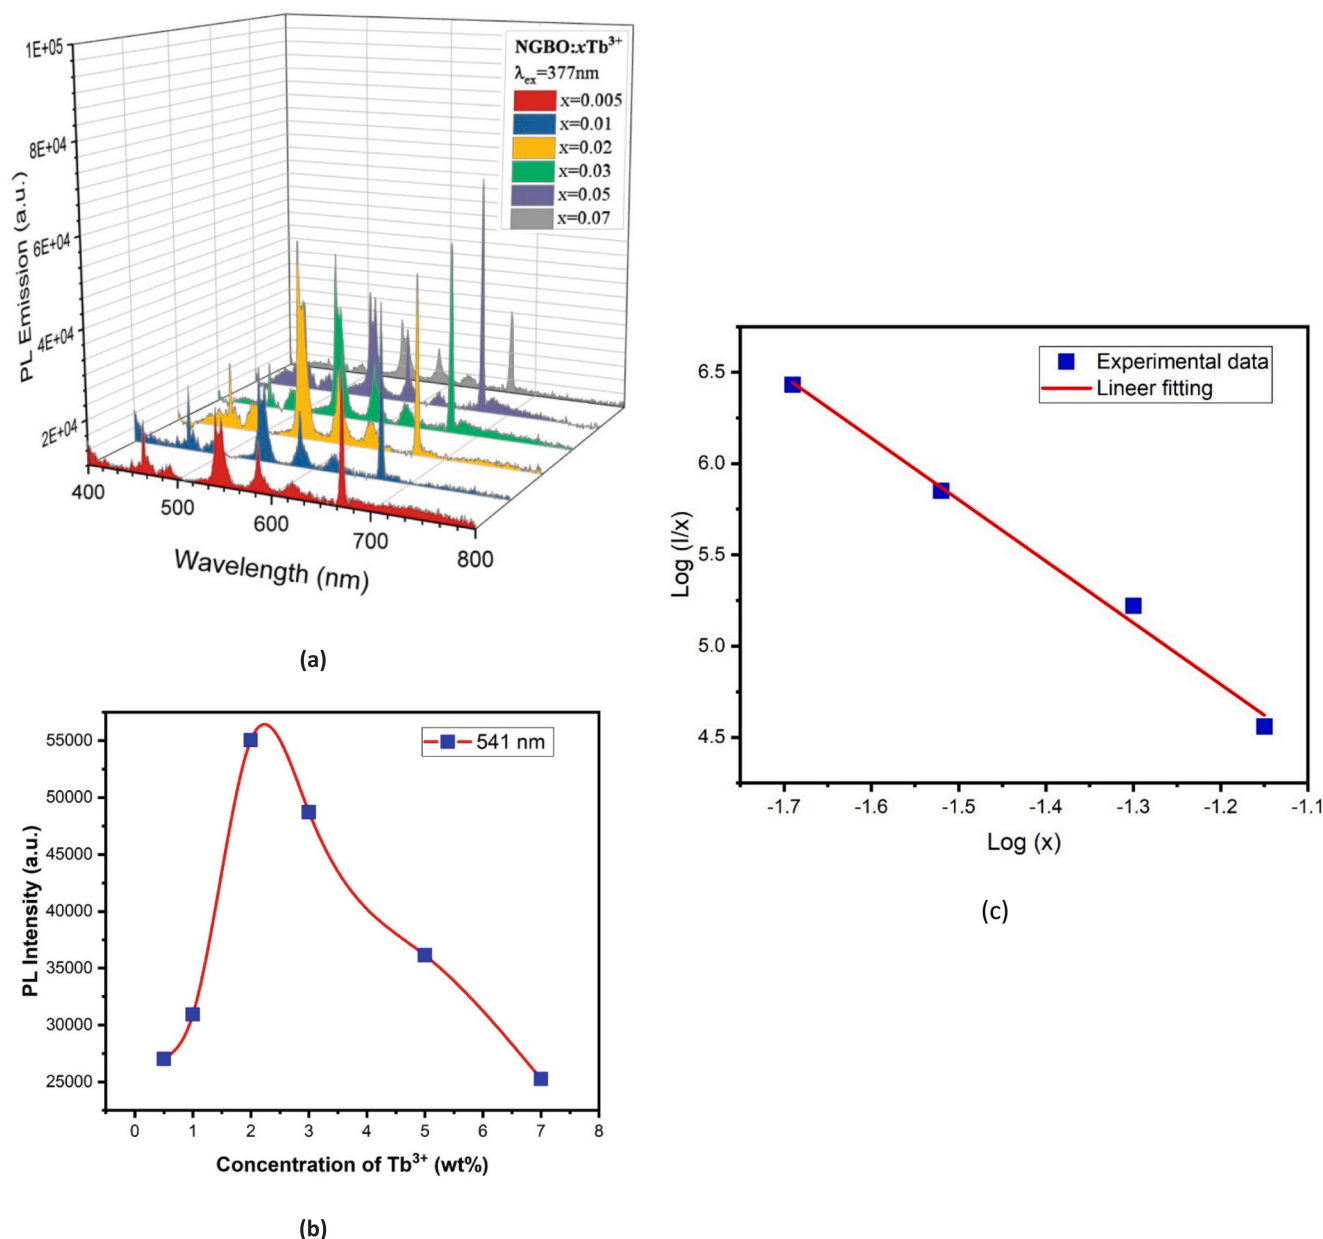 1E+05
8E+04
6E+04
4E+04
2E+04
PL Emission (a.u.)
400
500
600
700
800
Wavelength (nm)
NGBO:xTb³⁺
λex=377nm
x=0.005
x=0.01
x=0.02
x=0.03
x=0.05
x=0.07
(a)
55000
50000
45000
40000
35000
30000
25000
PL Intensity (a.u.)
541 nm
0 1 2 3 4 5 6 7 8
Concentration of Tb³⁺ (wt%)
(b)
6.5
6.0
5.5
5.0
4.5
Log (I/x)
Experimental data
Lineer fitting
-1.7 -1.6 -1.5 -1.4 -1.3 -1.2 -1.1
Log (x)
(c)